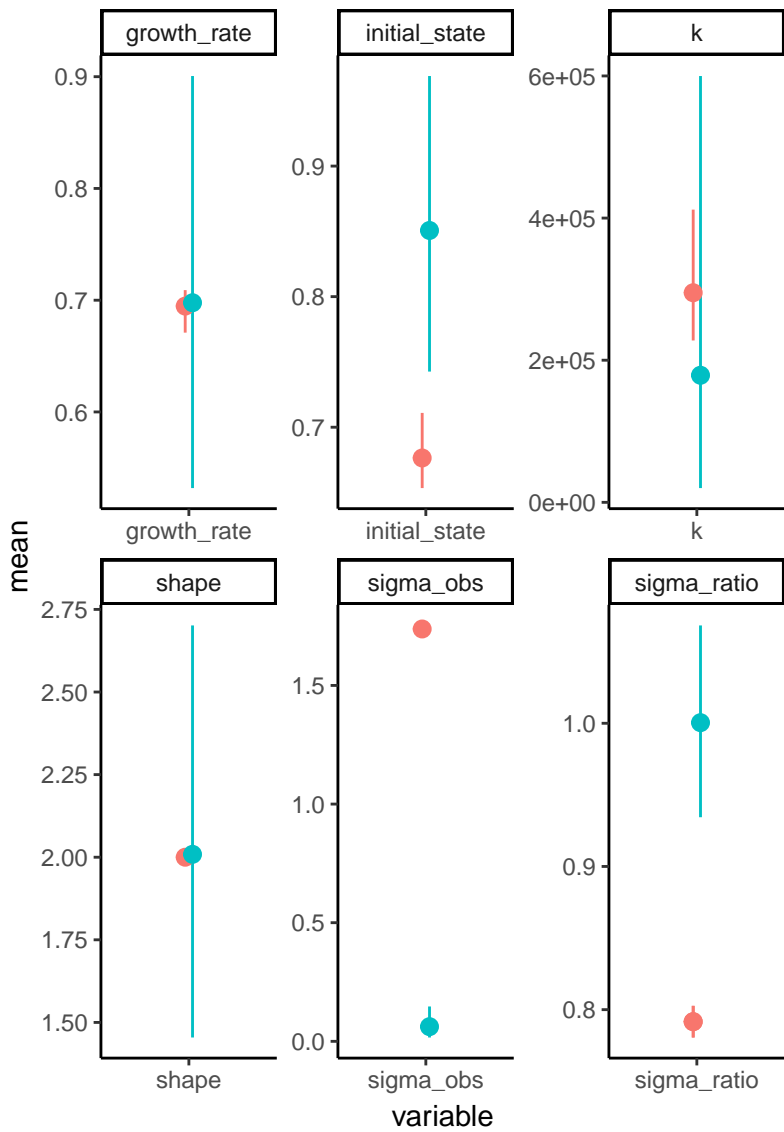 growth_rate
initial_state
k
0.9
0.8
0.7
0.6
0.9
0.8
0.7
6e+05
4e+05
2e+05
0e+00
growth_rate
initial_state
k
mean
shape
sigma_obs
sigma_ratio
2.75
2.50
2.25
2.00
1.75
1.50
1.5
1.0
0.5
0.0
1.0
0.9
0.8
shape
sigma_obs
sigma_ratio
variable